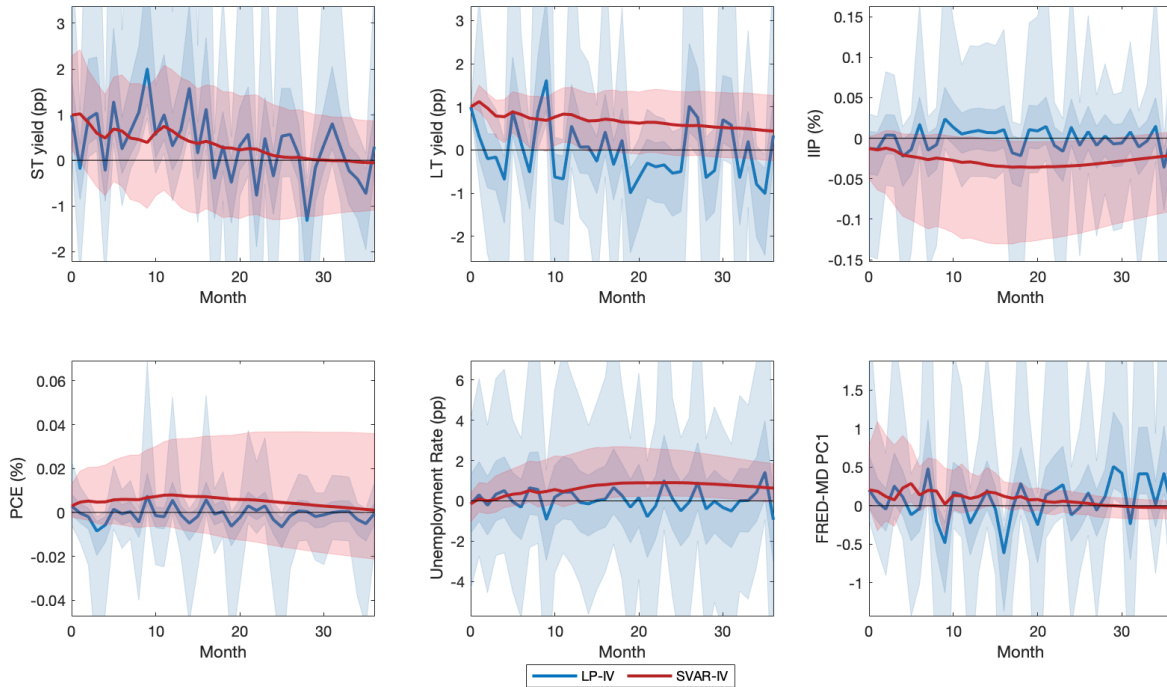 3
2
1
0
-1
-2
ST yield (pp)
0 10 20 30
Month
3
2
1
0
-1
-2
LT yield (pp)
0 10 20 30
Month
0.15
0.1
0.05
0
-0.05
-0.1
-0.15
IIP (%)
0 10 20 30
Month
0.06
0.04
0.02
0
-0.02
-0.04
PCE (%)
0 10 20 30
Month
6
4
2
0
-2
-4
Unemployment Rate (pp)
0 10 20 30
Month
1.5
1
0.5
0
-0.5
-1
FRED-MD PC1
0 10 20 30
Month
LP-IV SVAR-IV